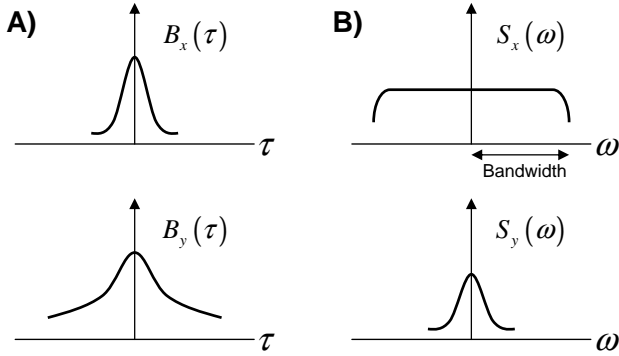 A)
B_x(τ)
τ
B)
S_x(ω)
ω
Bandwidth
B_y(τ)
τ
S_y(ω)
ω